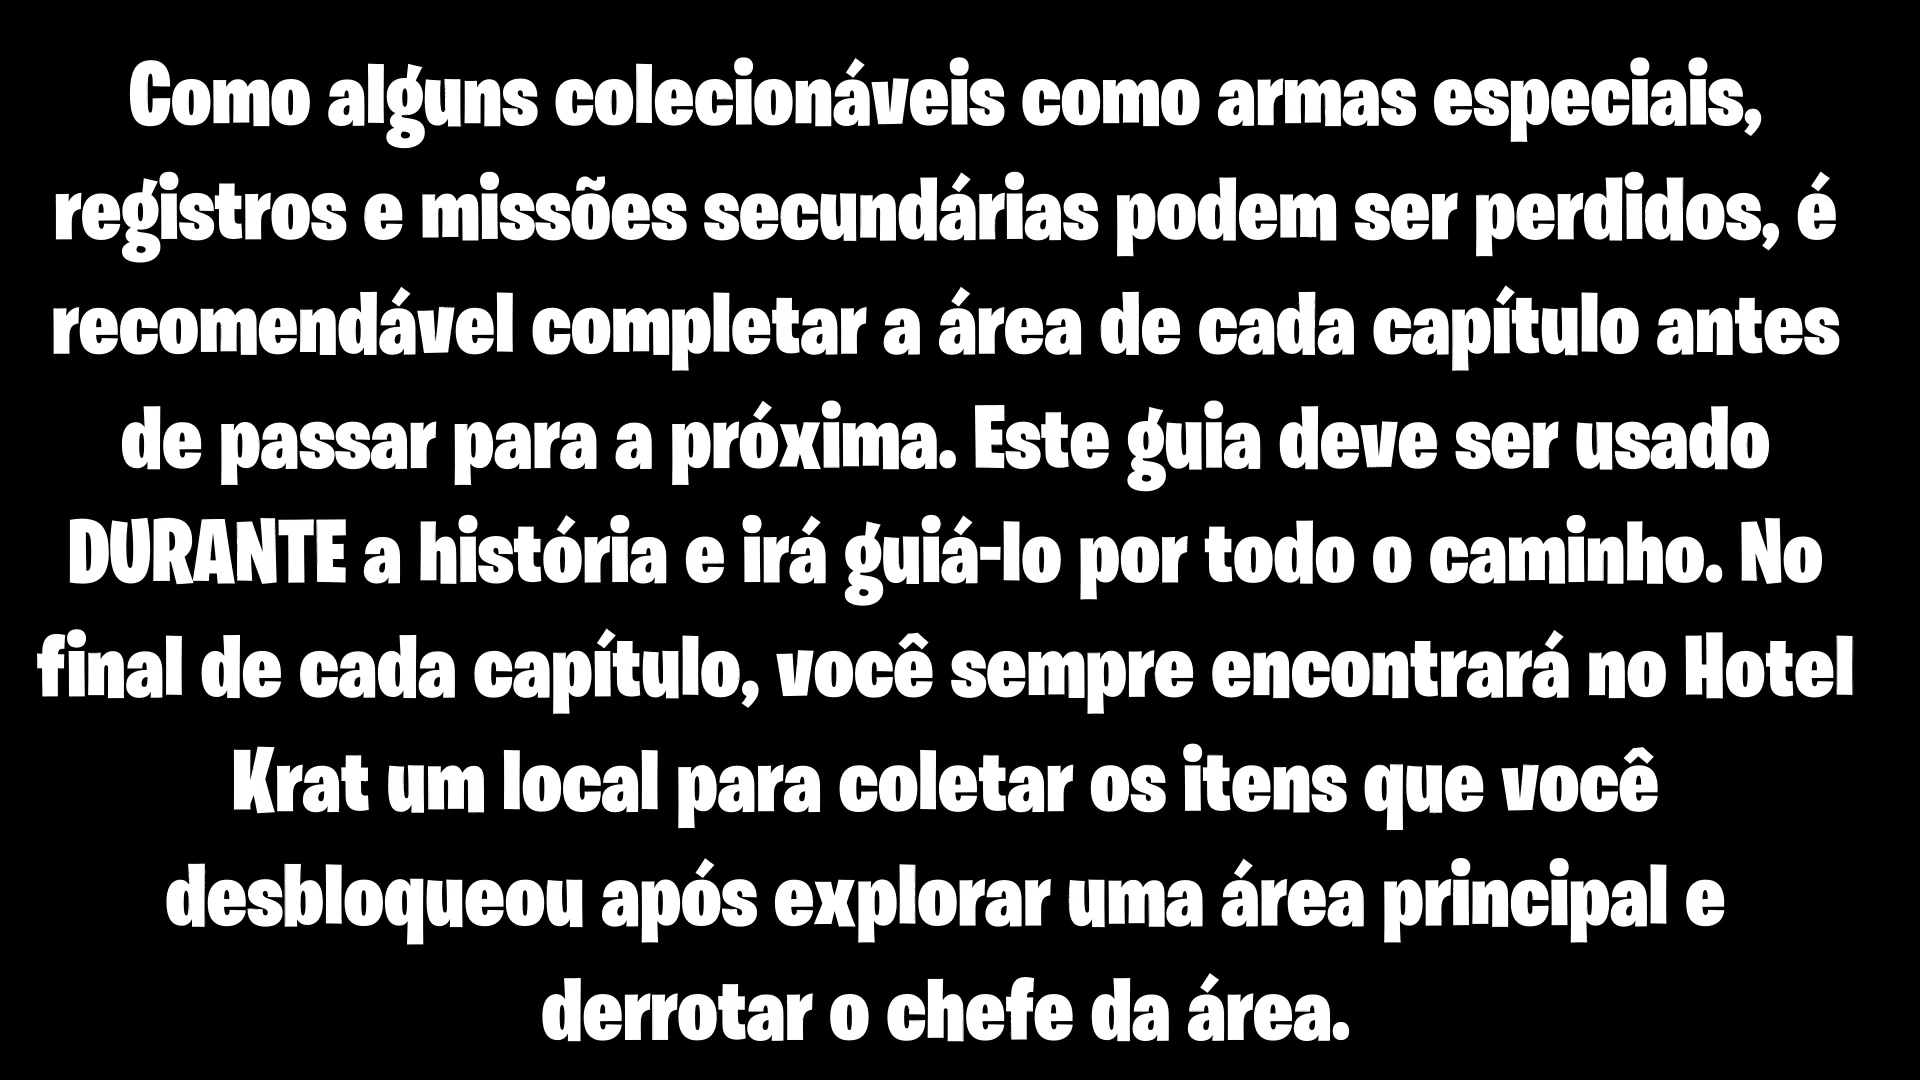 Como alguns colecionáveis como armas especiais,
registros e missões secundárias podem ser perdidos, é
recomendável completar a área de cada capítulo antes
de passar para a próxima. Este guia deve ser usado
DURANTE a história e irá guiá-lo por todo o caminho. No
final de cada capítulo, você sempre encontrará no Hotel
Krat um local para coletar os itens que você
desbloqueou após explorar uma área principal e
derrotar o chefe da área.